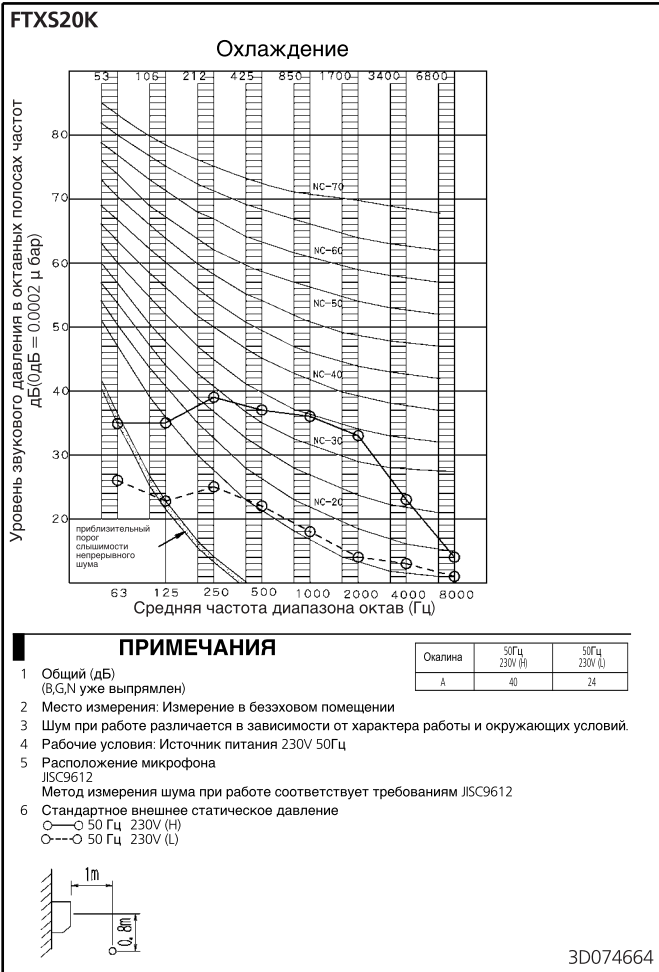 FTXS20K
Охлаждение
53 106 212 425 850 1700 3400 6800
Уровень звукового давления в октавных полосах частот
дБ(0дБ = 0.0002 µ бар)
80
70
60
50
40
30
20
NC-70
NC-60
NC-50
NC-40
NC-30
NC-20
приблизительный
порог
слышимости
непрерывного
шума
63 125 250 500 1000 2000 4000 8000
Средняя частота диапазона октав (Гц)
ПРИМЕЧАНИЯ
Окалина 50Гц 230V (H) 50Гц 230V (L)
A 40 24
1 Общий (дБ)
(B,G,N уже выпрямлен)
2 Место измерения: Измерение в безэховом помещении
3 Шум при работе различается в зависимости от характера работы и окружающих условий.
4 Рабочие условия: Источник питания 230V 50Гц
5 Расположение микрофона
JISC9612
Метод измерения шума при работе соответствует требованиям JISC9612
6 Стандартное внешнее статическое давление
50 Гц 230V (H)
50 Гц 230V (L)
1m
0.8m
3D074664